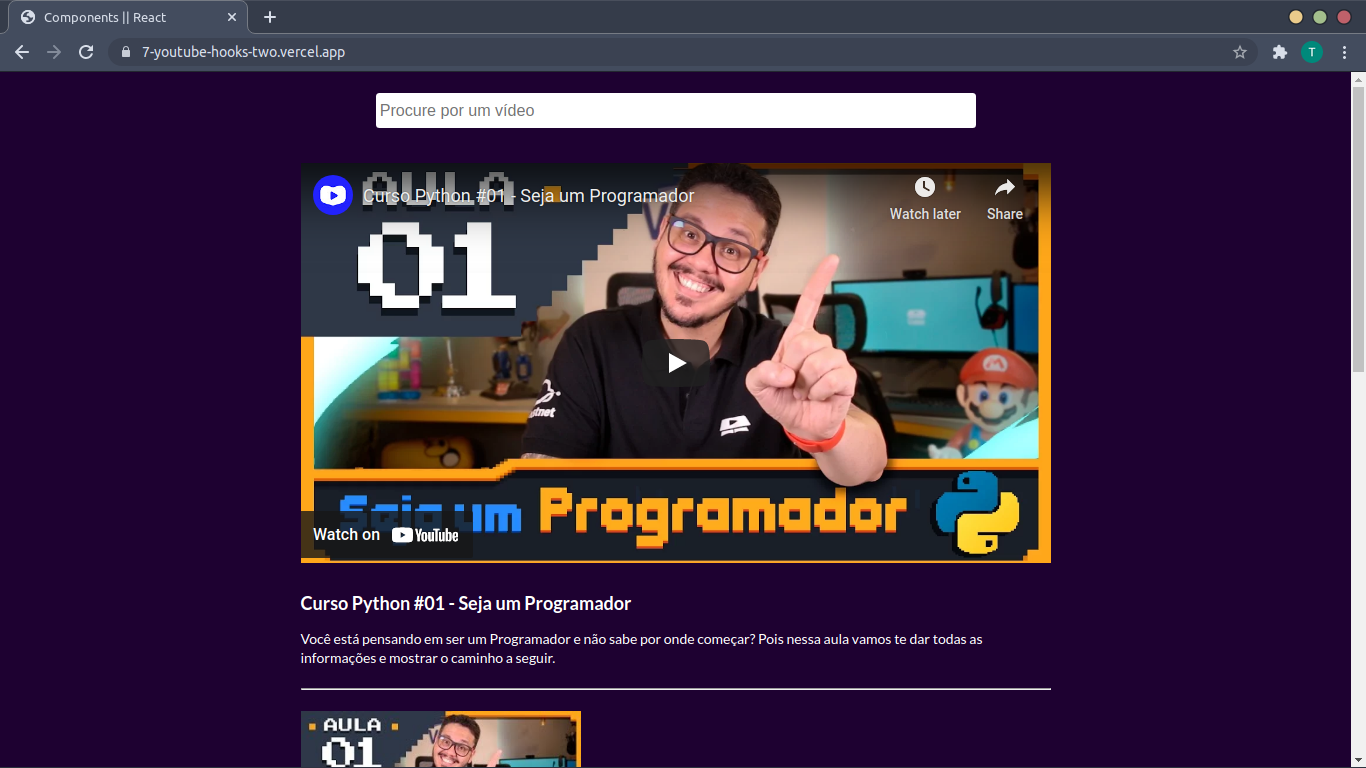 Components || React
7-youtube-hooks-two.vercel.app
T
Procure por um vídeo
AULA
Curso Python #01 - Seja um Programador
Watch later
Share
01
Seja um Programador
Watch on YouTube
Curso Python #01 - Seja um Programador
Você está pensando em ser um Programador e não sabe por onde começar? Pois nessa aula vamos te dar todas as
informações e mostrar o caminho a seguir.
AULA
01